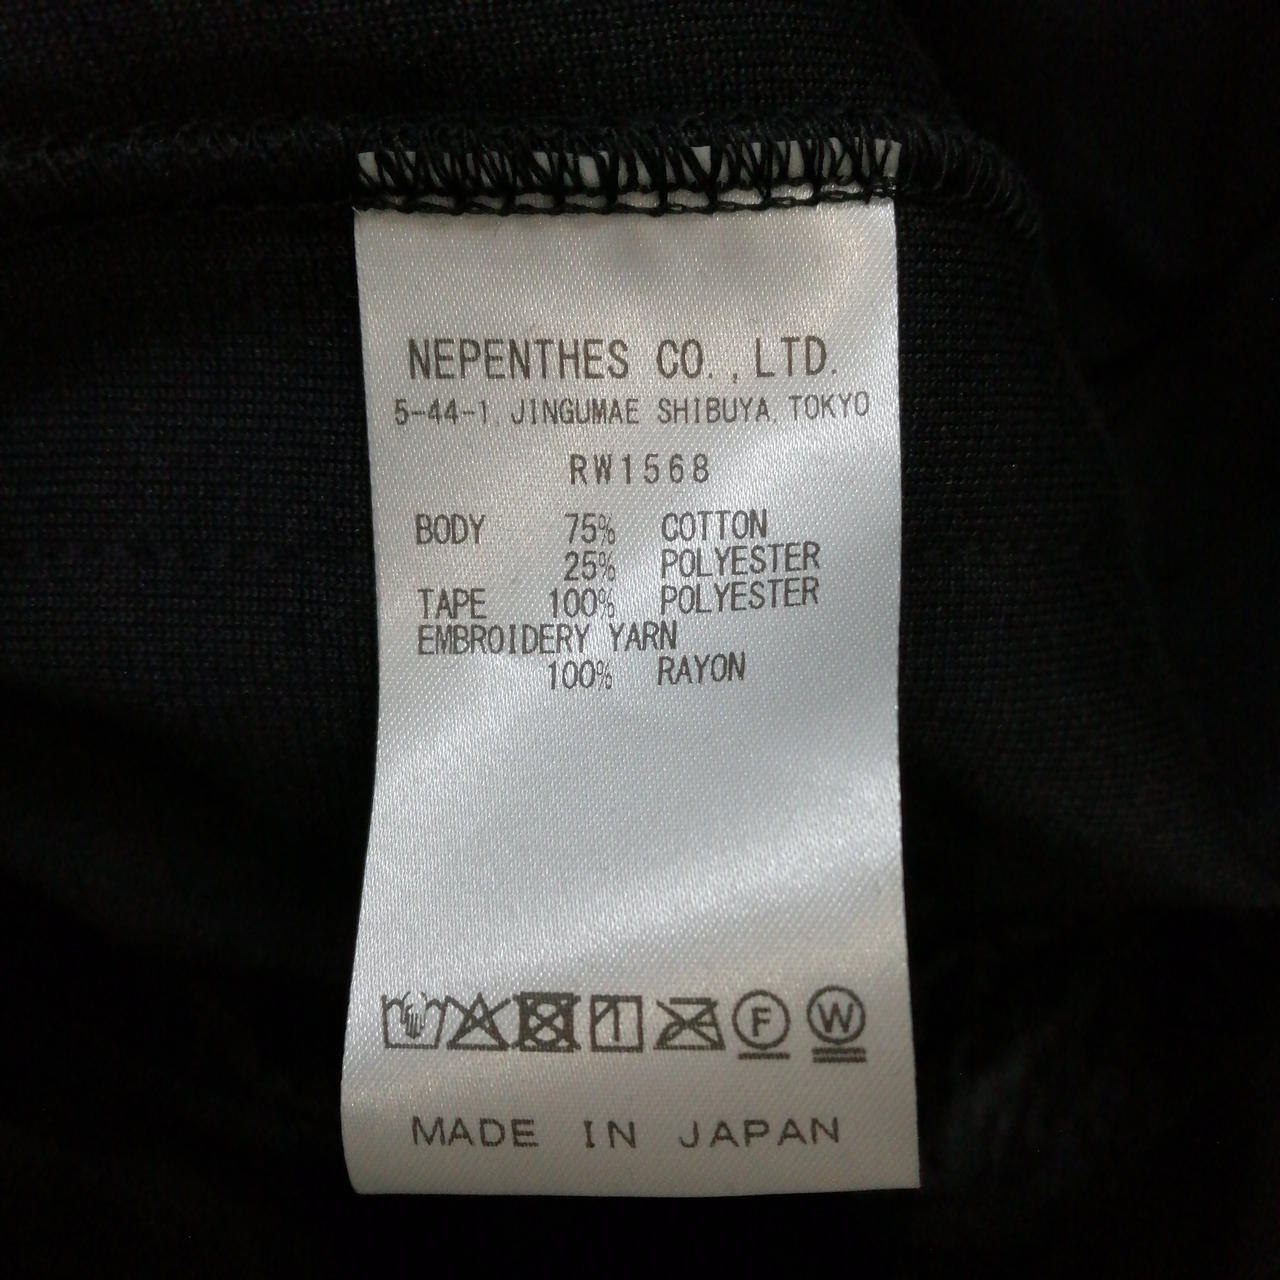 NEPENTHES CO., LTD.
5-44-1, JINGUMAE SHIBUYA, TOKYO
RW1568
BODY 75% COTTON
25% POLYESTER
TAPE 100% POLYESTER
EMBROIDERY YARN
100% RAYON
F W
MADE IN JAPAN